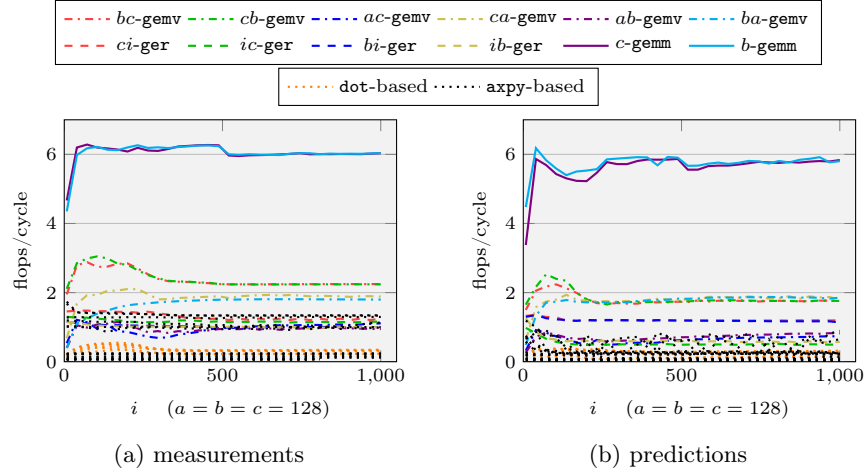 bc-gemv cb-gemv ac-gemv ca-gemv ab-gemv ba-gemv
ci-ger ic-ger bi-ger ib-ger c-gemm b-gemm
dot-based axpy-based
flops/cycle
6
4
2
0
0 500 1,000
i (a = b = c = 128)
(a) measurements
flops/cycle
6
4
2
0
0 500 1,000
i (a = b = c = 128)
(b) predictions